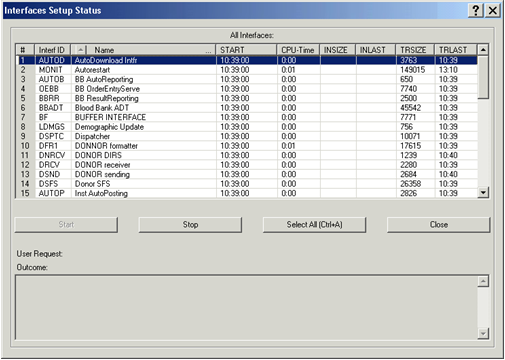 Interfaces Setup Status
All Interfaces:
# Interf ID Name ... START CPU-Time INSIZE INLAST TRSIZE TRLAST
1 AUTOD AutoDownload Intfr 10:39:00 0:00 3763 10:39
2 MONIT Autorestart 10:39:00 0:01 149015 13:10
3 AUTOB BB AutoReporting 10:39:00 0:00 650 10:39
4 OEBB BB OrderEntryServe 10:39:00 0:00 7740 10:39
5 BBRR BB ResultReporting 10:39:00 0:00 2500 10:39
6 BBADT Blood Bank ADT 10:39:00 0:00 45542 10:39
7 BF BUFFER INTERFACE 10:39:00 0:00 7771 10:39
8 LDMGS Demographic Update 10:39:00 0:00 756 10:39
9 DSPTC Dispatcher 10:39:00 0:00 10071 10:39
10 DFR1 DONNOR formatter 10:39:00 0:01 17615 10:39
11 DNRCV DONOR DIRS 10:39:00 0:00 1239 10:40
12 DRCV DONOR receiver 10:39:00 0:00 2280 10:39
13 DSND DONOR sending 10:39:00 0:00 2684 10:40
14 DSFS Donor SFS 10:39:00 0:00 26358 10:39
15 AUTOP Inst AutoPosting 10:39:00 0:00 2826 10:39
Start Stop Select All (Ctrl+A) Close
User Request:
Outcome: